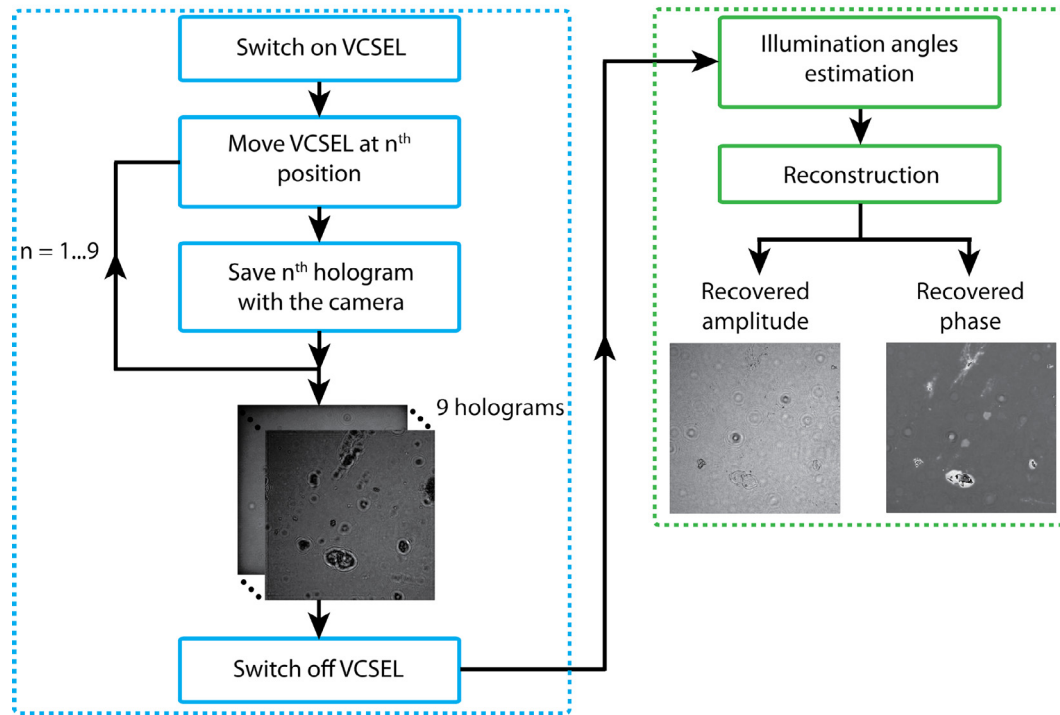 Switch on VCSEL
Move VCSEL at nth
position
n = 1...9
Save nth hologram
with the camera
9 holograms
Switch off VCSEL
Illumination angles
estimation
Reconstruction
Recovered
amplitude
Recovered
phase